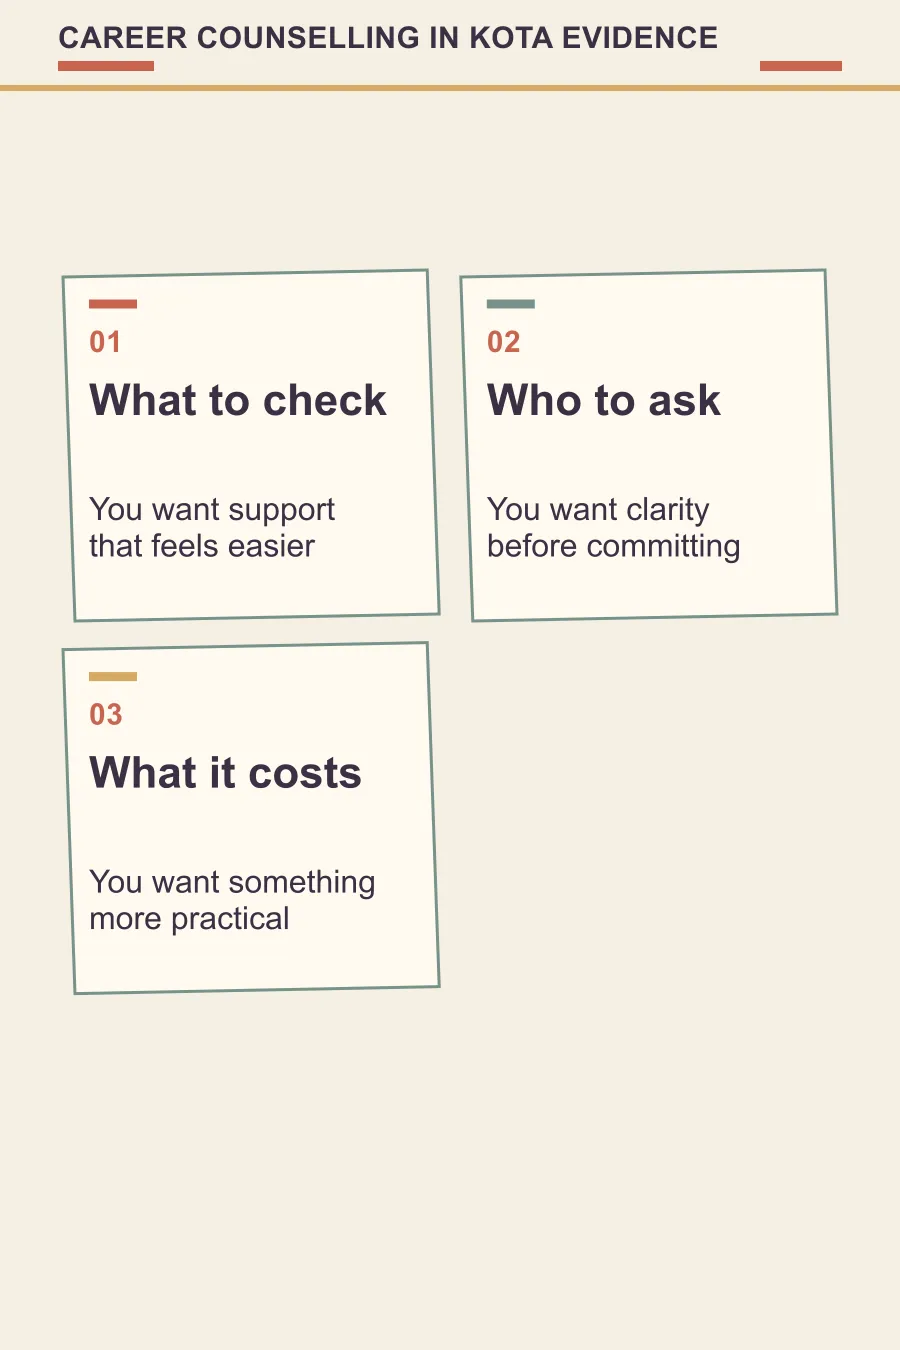 CAREER COUNSELLING IN KOTA EVIDENCE
01
What to check
You want support
that feels easier
02
Who to ask
You want clarity
before committing
03
What it costs
You want something
more practical